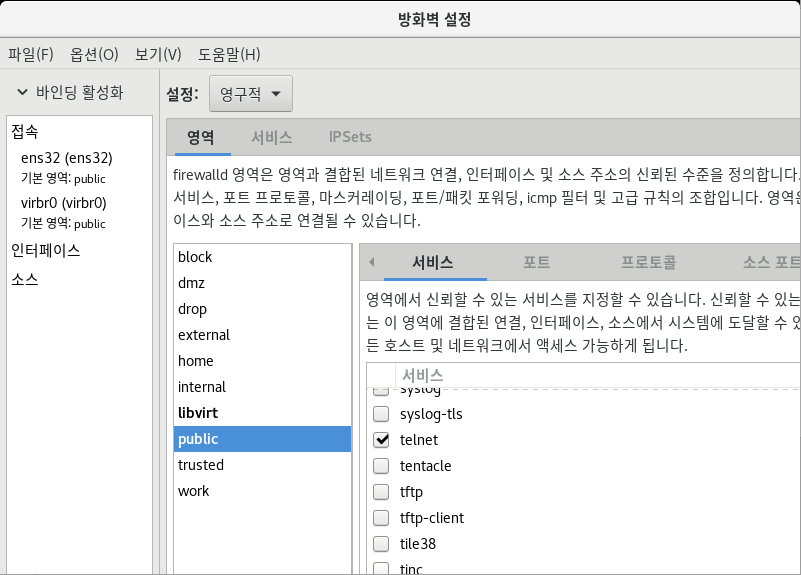 방화벽 설정
파일(F) 옵션(O) 보기(V) 도움말(H)
바인딩 활성화
접속
ens32 (ens32)
기본 영역: public
virbr0 (virbr0)
기본 영역: public
인터페이스
소스
설정: 영구적
영역 서비스 IPSets
firewalld 영역은 영역과 결합된 네트워크 연결, 인터페이스 및 소스 주소의 신뢰된 수준을 정의합니다.
서비스, 포트 프로토콜, 마스커레이딩, 포트/패킷 포워딩, icmp 필터 및 고급 규칙의 조합입니다. 영역은
이스와 소스 주소로 연결될 수 있습니다.
block
dmz
drop
external
home
internal
libvirt
public
trusted
work
서비스 포트 프로토콜 소스 포트
영역에서 신뢰할 수 있는 서비스를 지정할 수 있습니다. 신뢰할 수 있는
는 이 영역에 결합된 연결, 인터페이스, 소스에서 시스템에 도달할 수 있
든 호스트 및 네트워크에서 액세스 가능하게 됩니다.
서비스
syslog
syslog-tls
telnet
tentacle
tftp
tftp-client
tile38
tinc